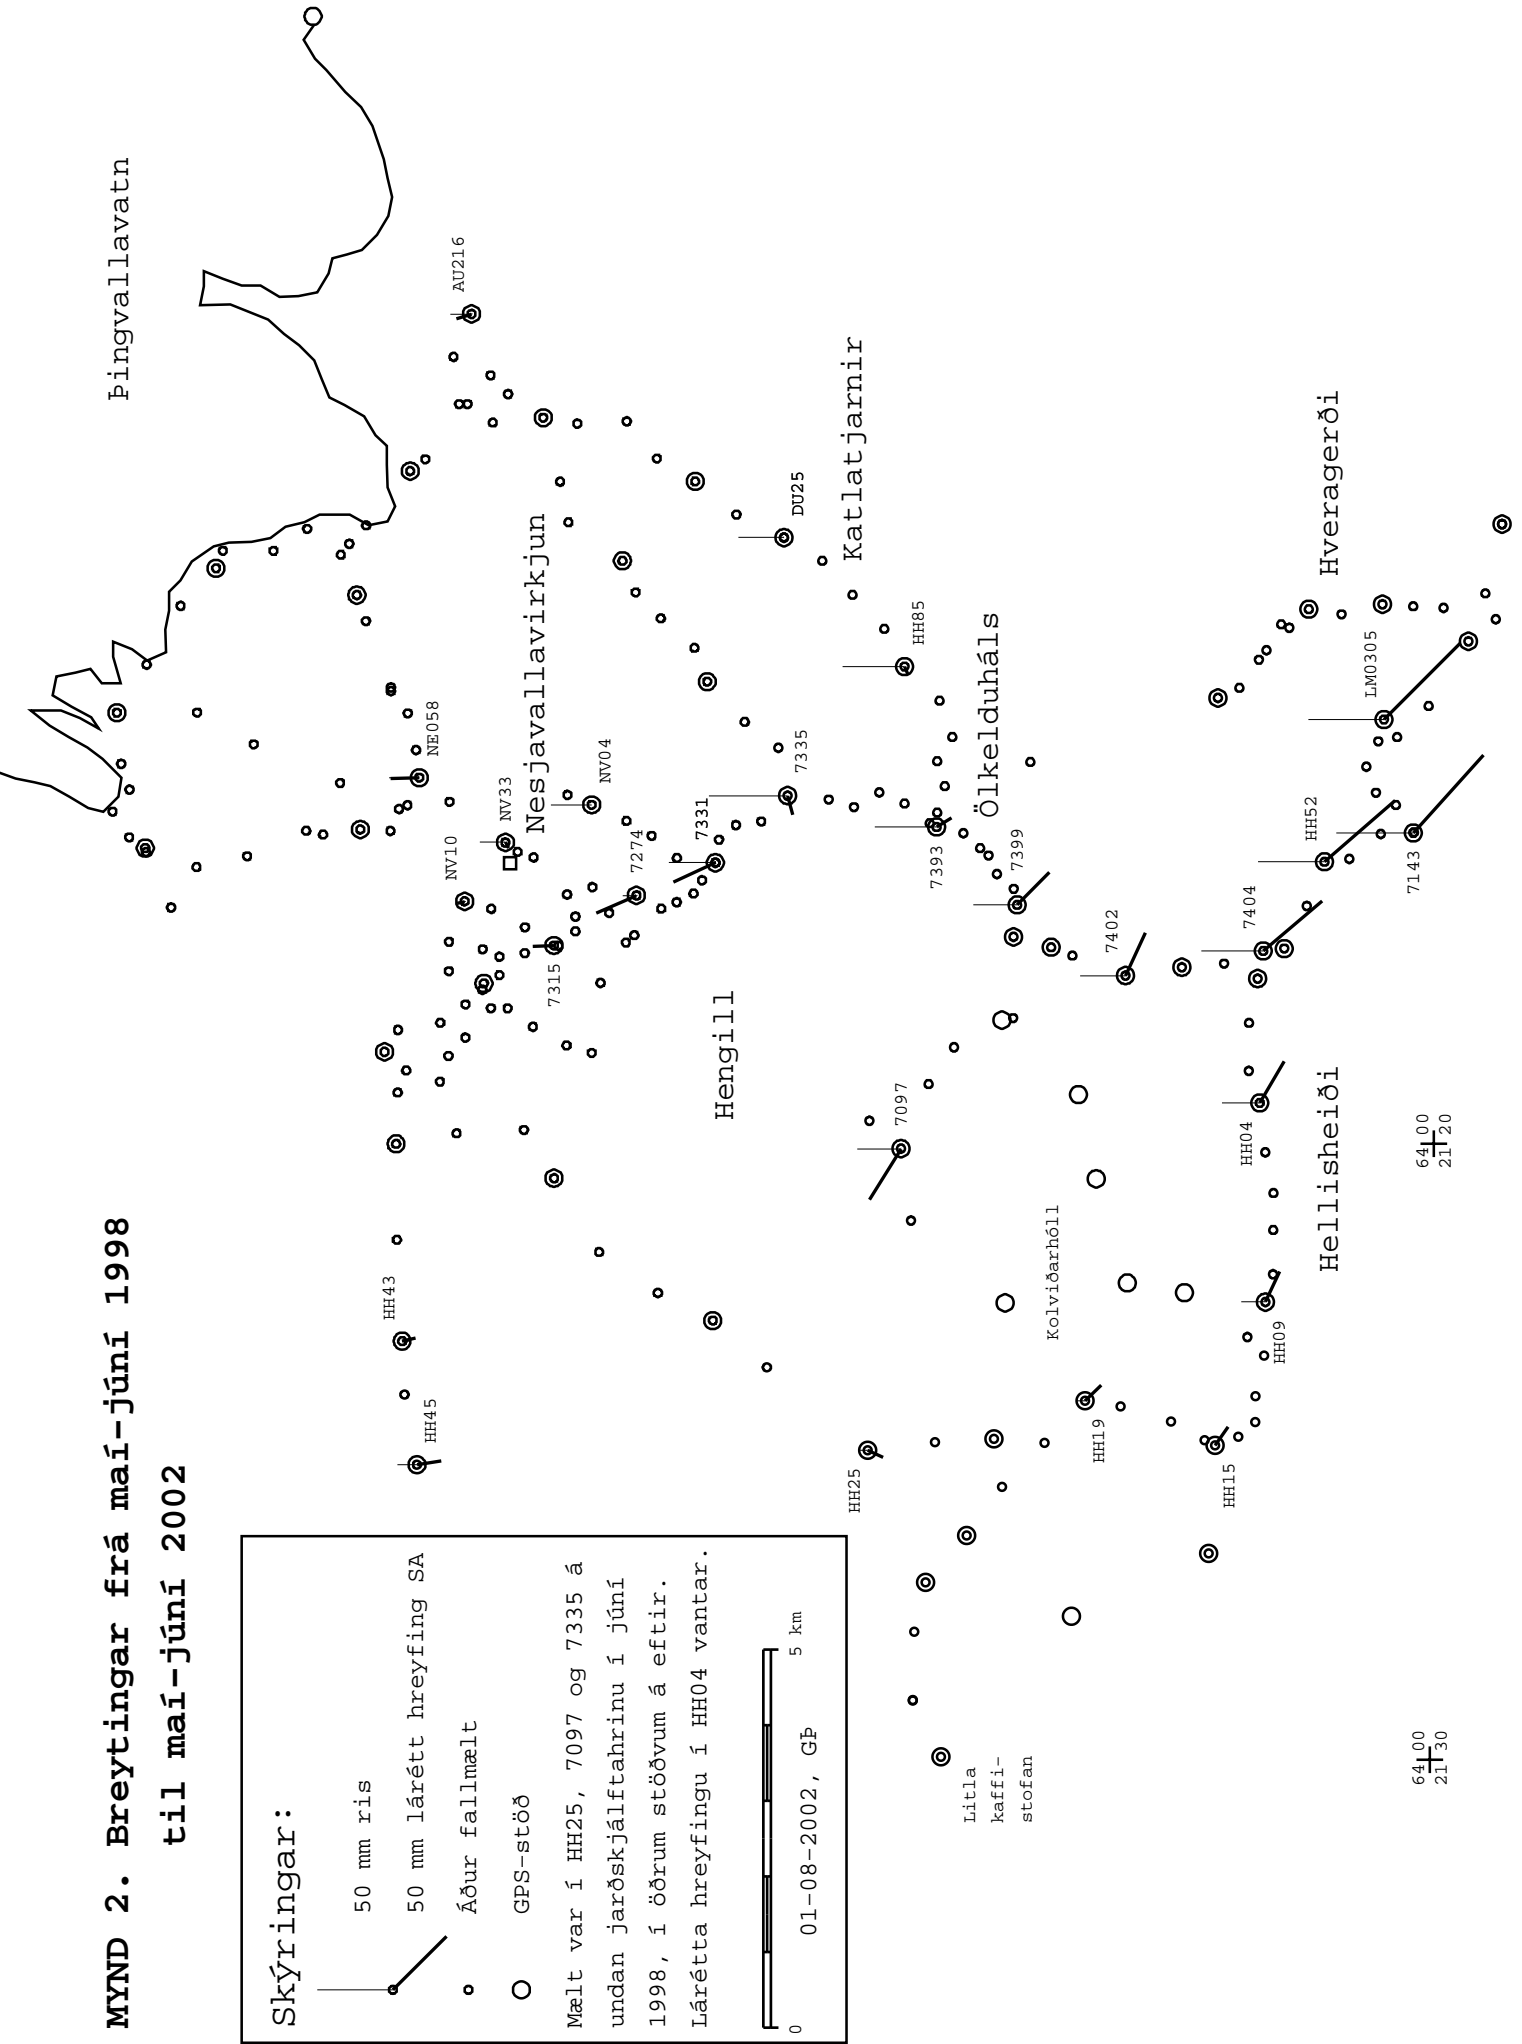 MYND 2. Breytingar frá maí-júní 1998
til maí-júní 2002
Skýringar:
50 mm ris
50 mm lárétt hreyfing SA
Áður fallmælt
GPS-stöð
Mælt var í HH25, 7097 og 7335 á
undan jarðskjálftahrinu í júní
1998, í öðrum stöðvum á eftir.
Lárétta hreyfingu í HH04 vantar.
0
5 km
01-08-2002, GÞ
Þingvallavatn
AU216
HH43
HH45
NE058
NV10
NV33
Nesjavallavirkjun
7315
NV04
7274
DU25
7331
Hengill
7335
Katlatjarnir
HH25
7097
HH85
7393
Ölkelduháls
Litla
kaffi-
stofan
7399
Kolviðarhóll
HH19
7402
HH15
HH04
7404
HH09
HH52
Hellisheiði
Hveragerði
LM0305
7143
64 00
21 20
64 00
21 30